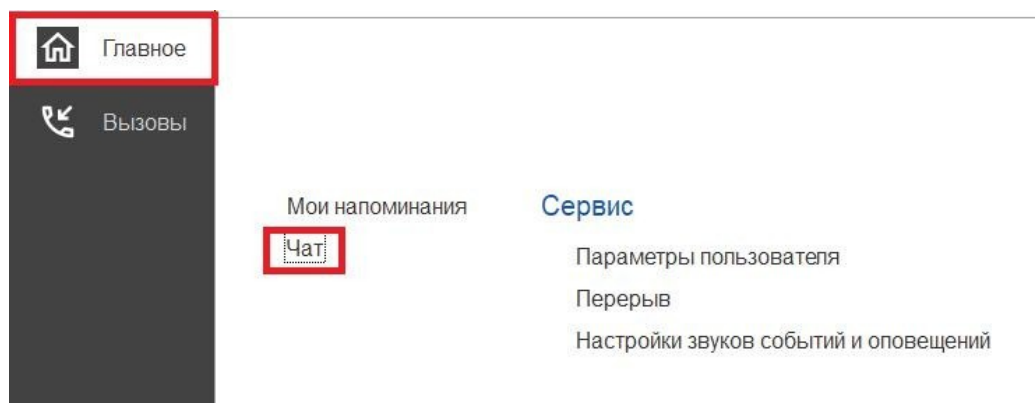 Главное
Вызовы
Мои напоминания
Чат
Сервис
Параметры пользователя
Перерыв
Настройки звуков событий и оповещений